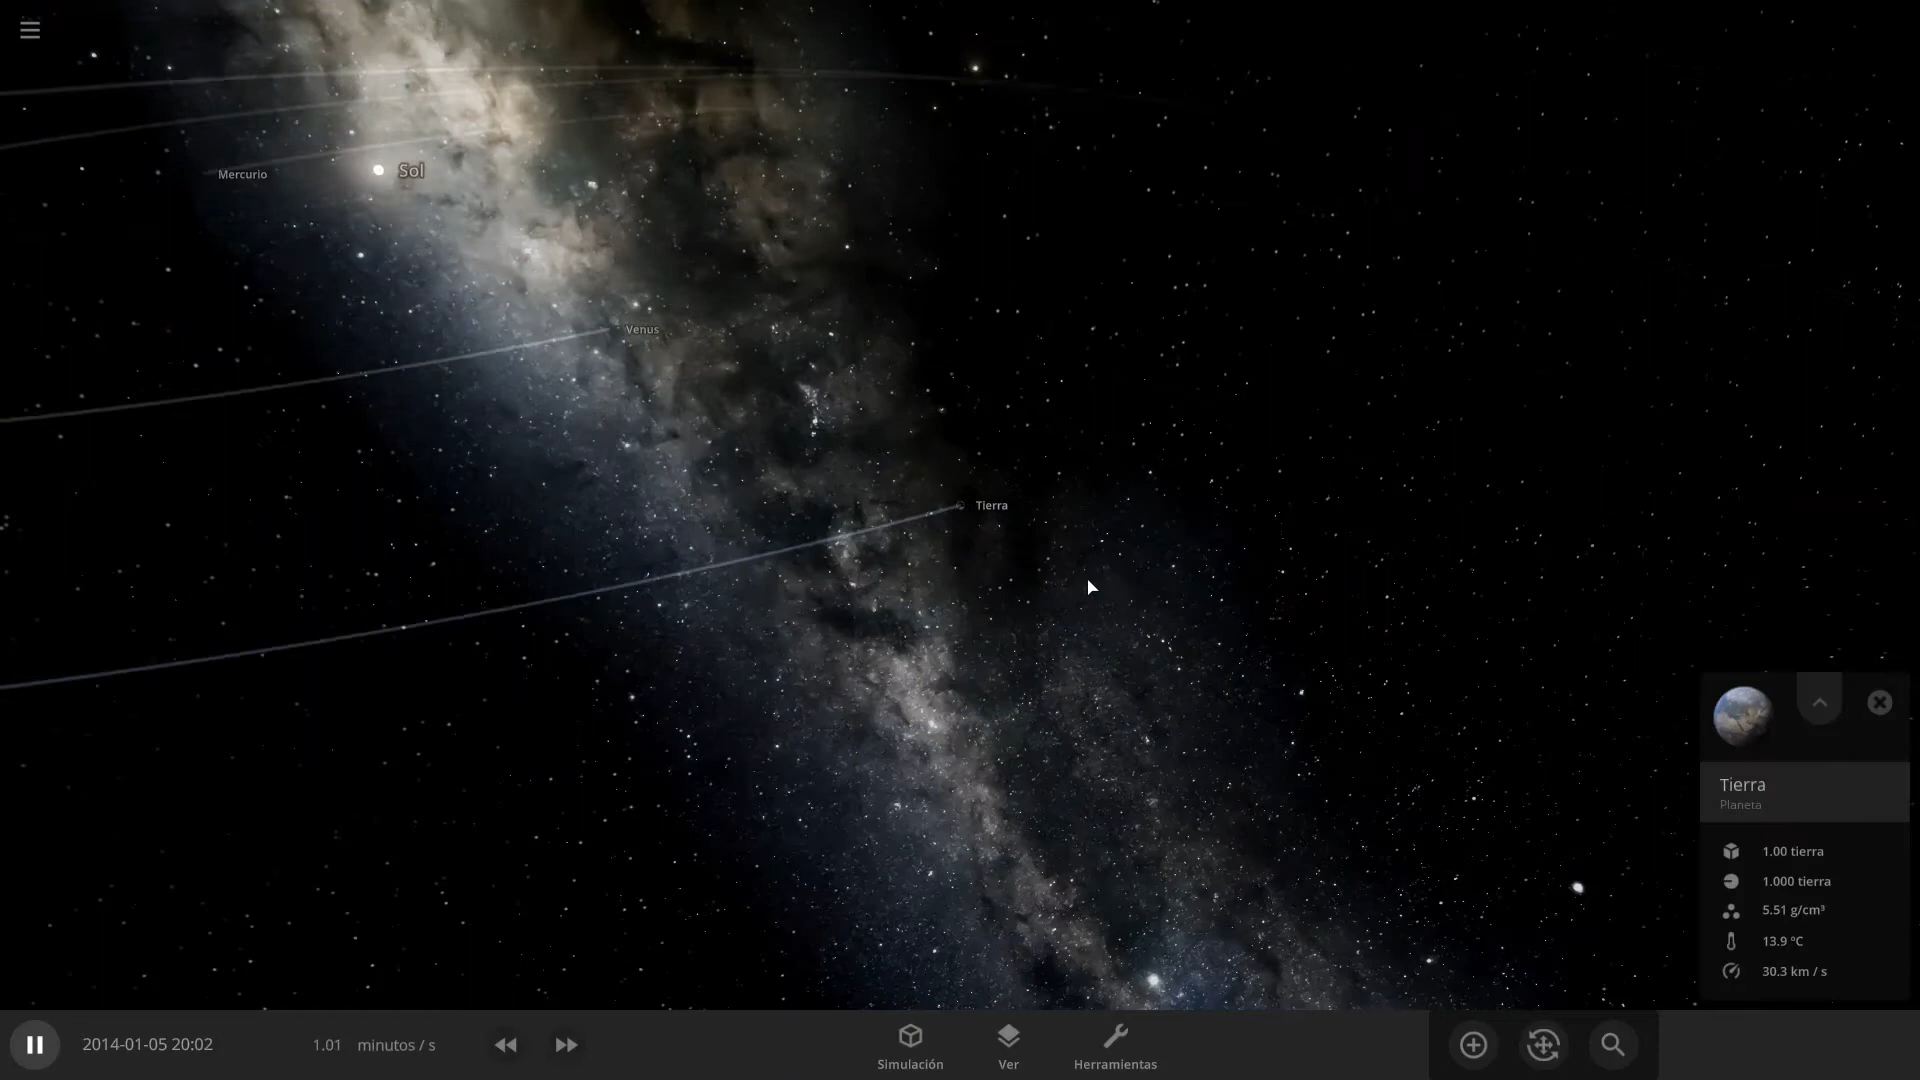 Mercurio
Sol
Venus
Tierra
Tierra
Planeta
1.00 tierra
1.000 tierra
5.51 g/cm³
13.9 ºC
30.3 km / s
2014-01-05 20:02
1.01 minutos / s
Simulación
Ver
Herramientas